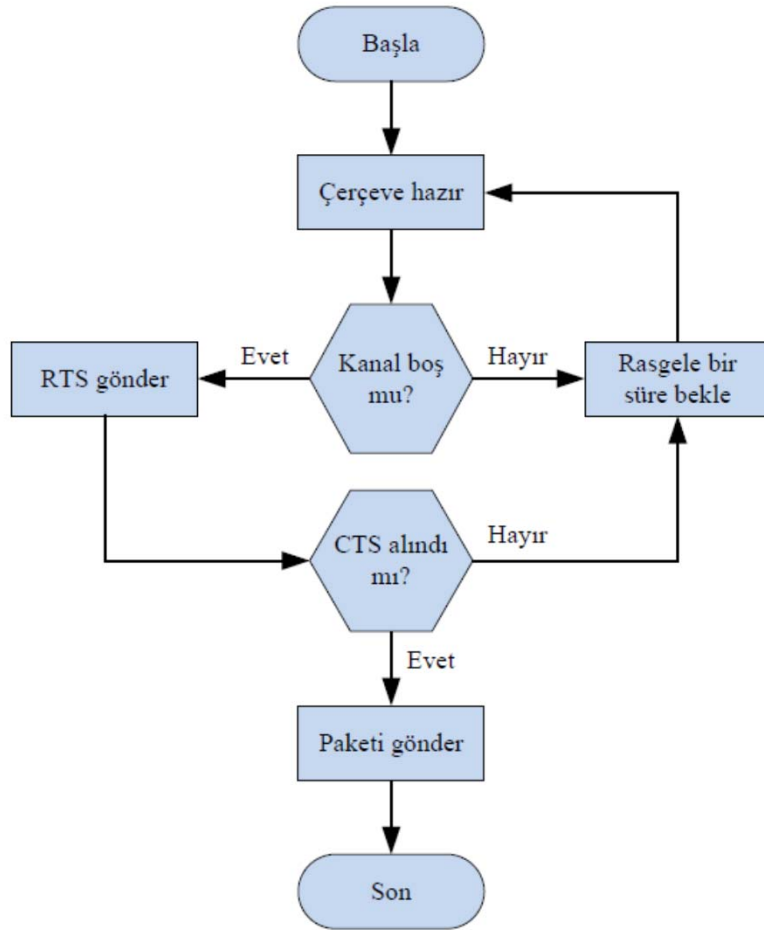 Başla
Çerçeve hazır
Evet
Kanal boş
mu?
Hayır
RTS gönder
Rasgele bir
süre bekle
CTS alındı
mı?
Hayır
Evet
Paketi gönder
Son